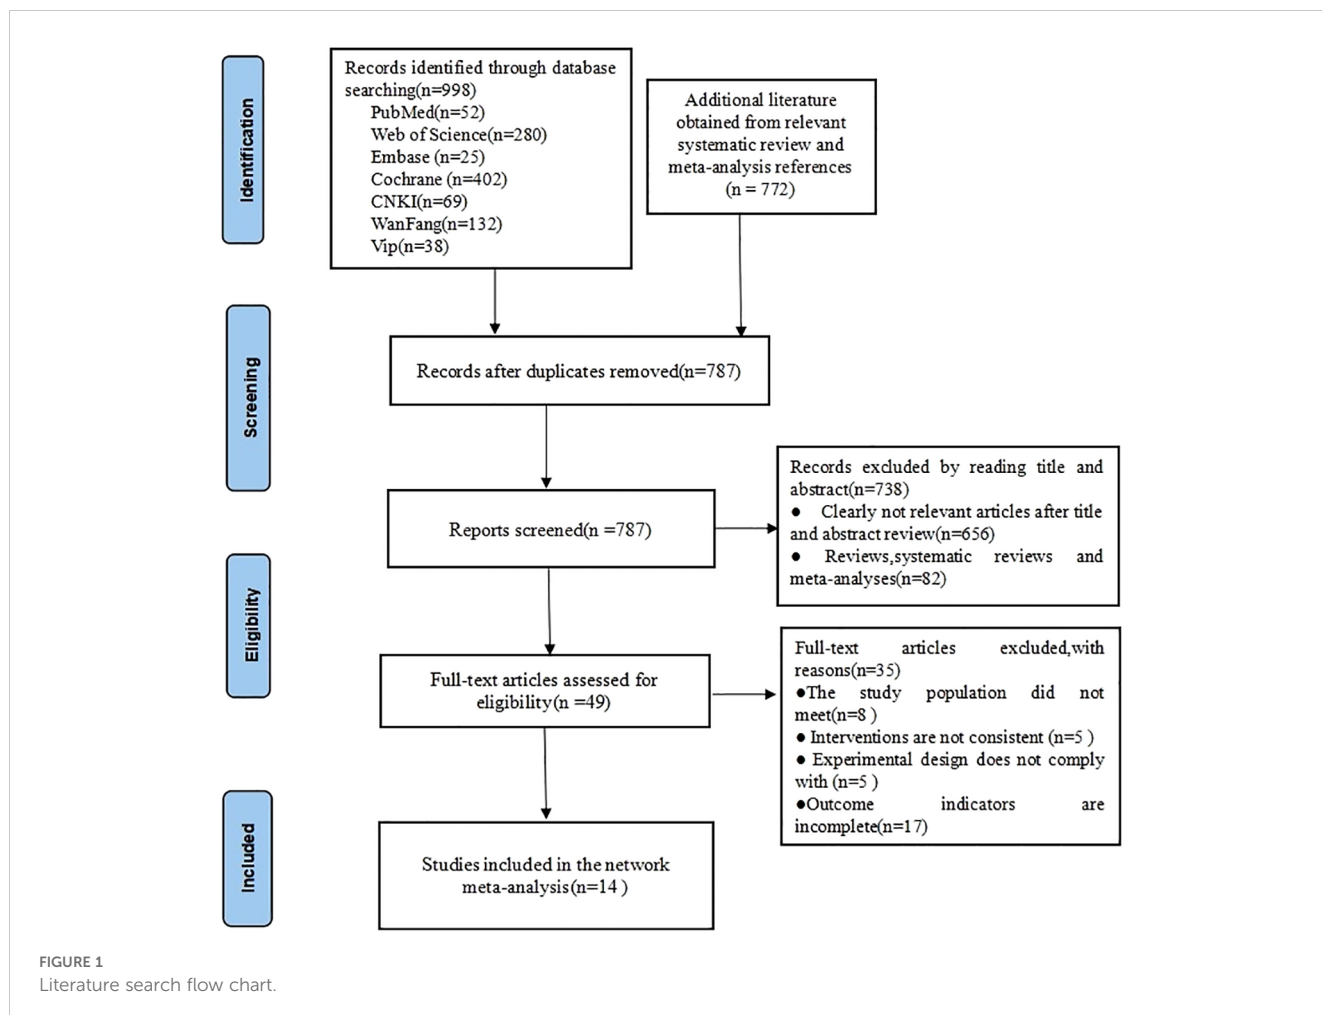 Identification
Records identified through database
searching(n=998)
PubMed(n=52)
Web of Science(n=280)
Embase (n=25)
Cochrane (n=402)
CNKI(n=69)
WanFang(n=132)
Vip(n=38)
Additional literature
obtained from relevant
systematic review and
meta-analysis references
(n = 772)
Screening
Records after duplicates removed(n=787)
Reports screened(n =787)
Records excluded by reading title and
abstract(n=738)
● Clearly not relevant articles after title
and abstract review(n=656)
● Reviews,systematic reviews and
meta-analyses(n=82)
Eligibility
Full-text articles assessed for
eligibility(n =49)
Full-text articles excluded,with
reasons(n=35)
●The study population did not
meet(n=8 )
● Interventions are not consistent (n=5 )
● Experimental design does not comply
with (n=5 )
●Outcome indicators are
incomplete(n=17)
Included
Studies included in the network
meta-analysis(n=14 )
FIGURE 1
Literature search flow chart.